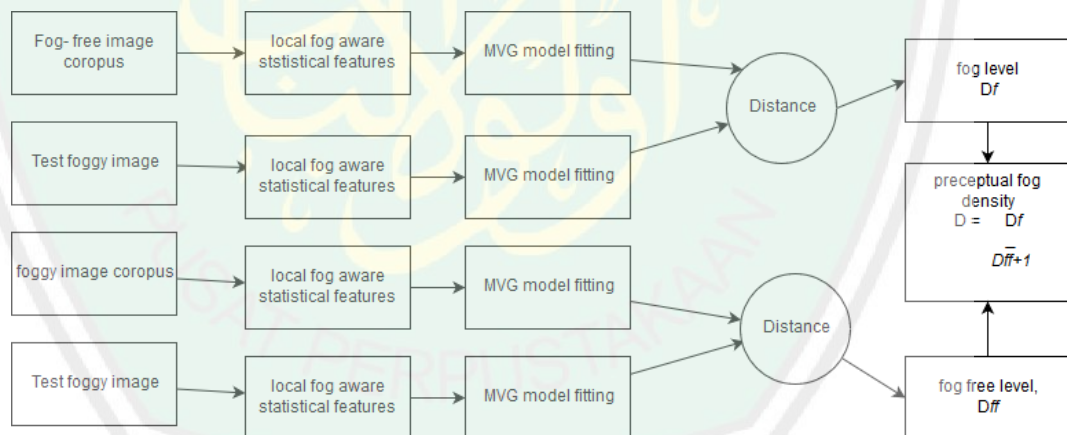 Fog- free image
coropus
local fog aware
ststistical features
MVG model fitting
Distance
fog level
Df
Test foggy image
local fog aware
statistical features
MVG model fitting
preceptual fog
density
D = Df
Dff+1
foggy image coropus
local fog aware
statistical features
MVG model fitting
Distance
Test foggy image
local fog aware
statistical features
MVG model fitting
fog free level,
Dff
PUSAT PERPUSTAKAAN